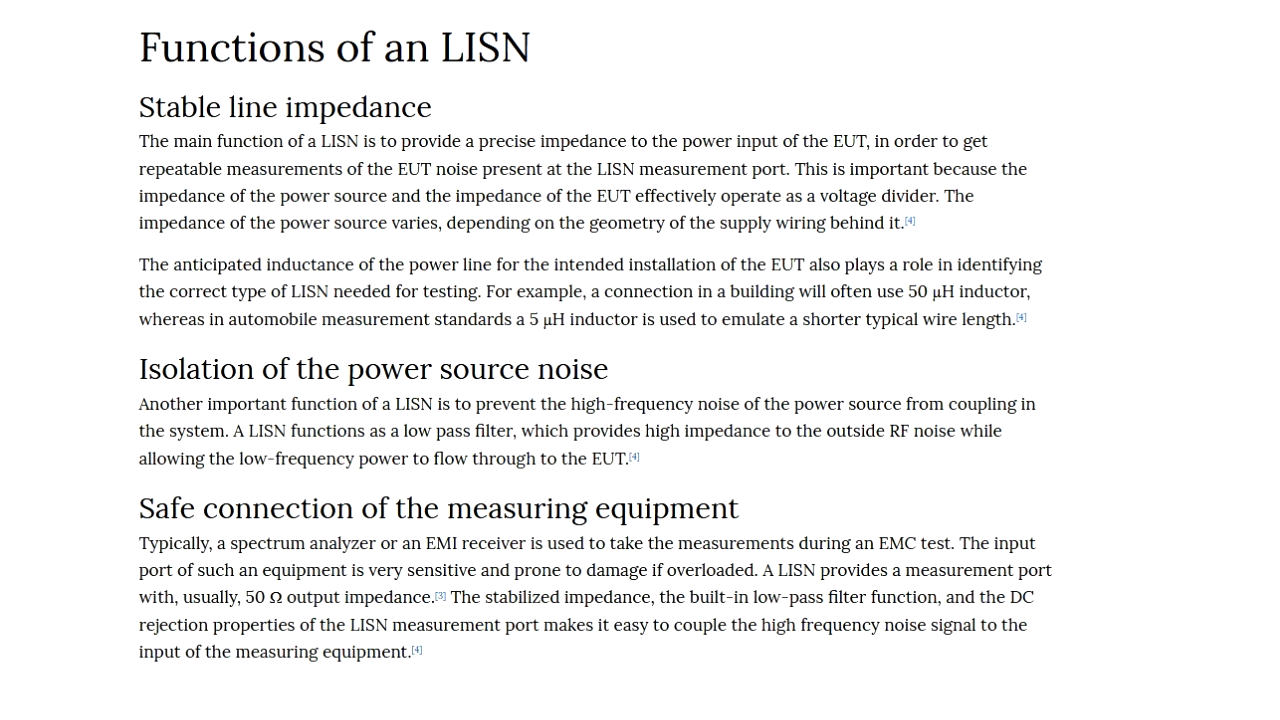 Functions of an LISN
Stable line impedance
The main function of a LISN is to provide a precise impedance to the power input of the EUT, in order to get
repeatable measurements of the EUT noise present at the LISN measurement port. This is important because the
impedance of the power source and the impedance of the EUT effectively operate as a voltage divider. The
impedance of the power source varies, depending on the geometry of the supply wiring behind it.[4]
The anticipated inductance of the power line for the intended installation of the EUT also plays a role in identifying
the correct type of LISN needed for testing. For example, a connection in a building will often use 50 μH inductor,
whereas in automobile measurement standards a 5 μH inductor is used to emulate a shorter typical wire length.[4]
Isolation of the power source noise
Another important function of a LISN is to prevent the high-frequency noise of the power source from coupling in
the system. A LISN functions as a low pass filter, which provides high impedance to the outside RF noise while
allowing the low-frequency power to flow through to the EUT.[4]
Safe connection of the measuring equipment
Typically, a spectrum analyzer or an EMI receiver is used to take the measurements during an EMC test. The input
port of such an equipment is very sensitive and prone to damage if overloaded. A LISN provides a measurement port
with, usually, 50 Ω output impedance.[3] The stabilized impedance, the built-in low-pass filter function, and the DC
rejection properties of the LISN measurement port makes it easy to couple the high frequency noise signal to the
input of the measuring equipment.[4]